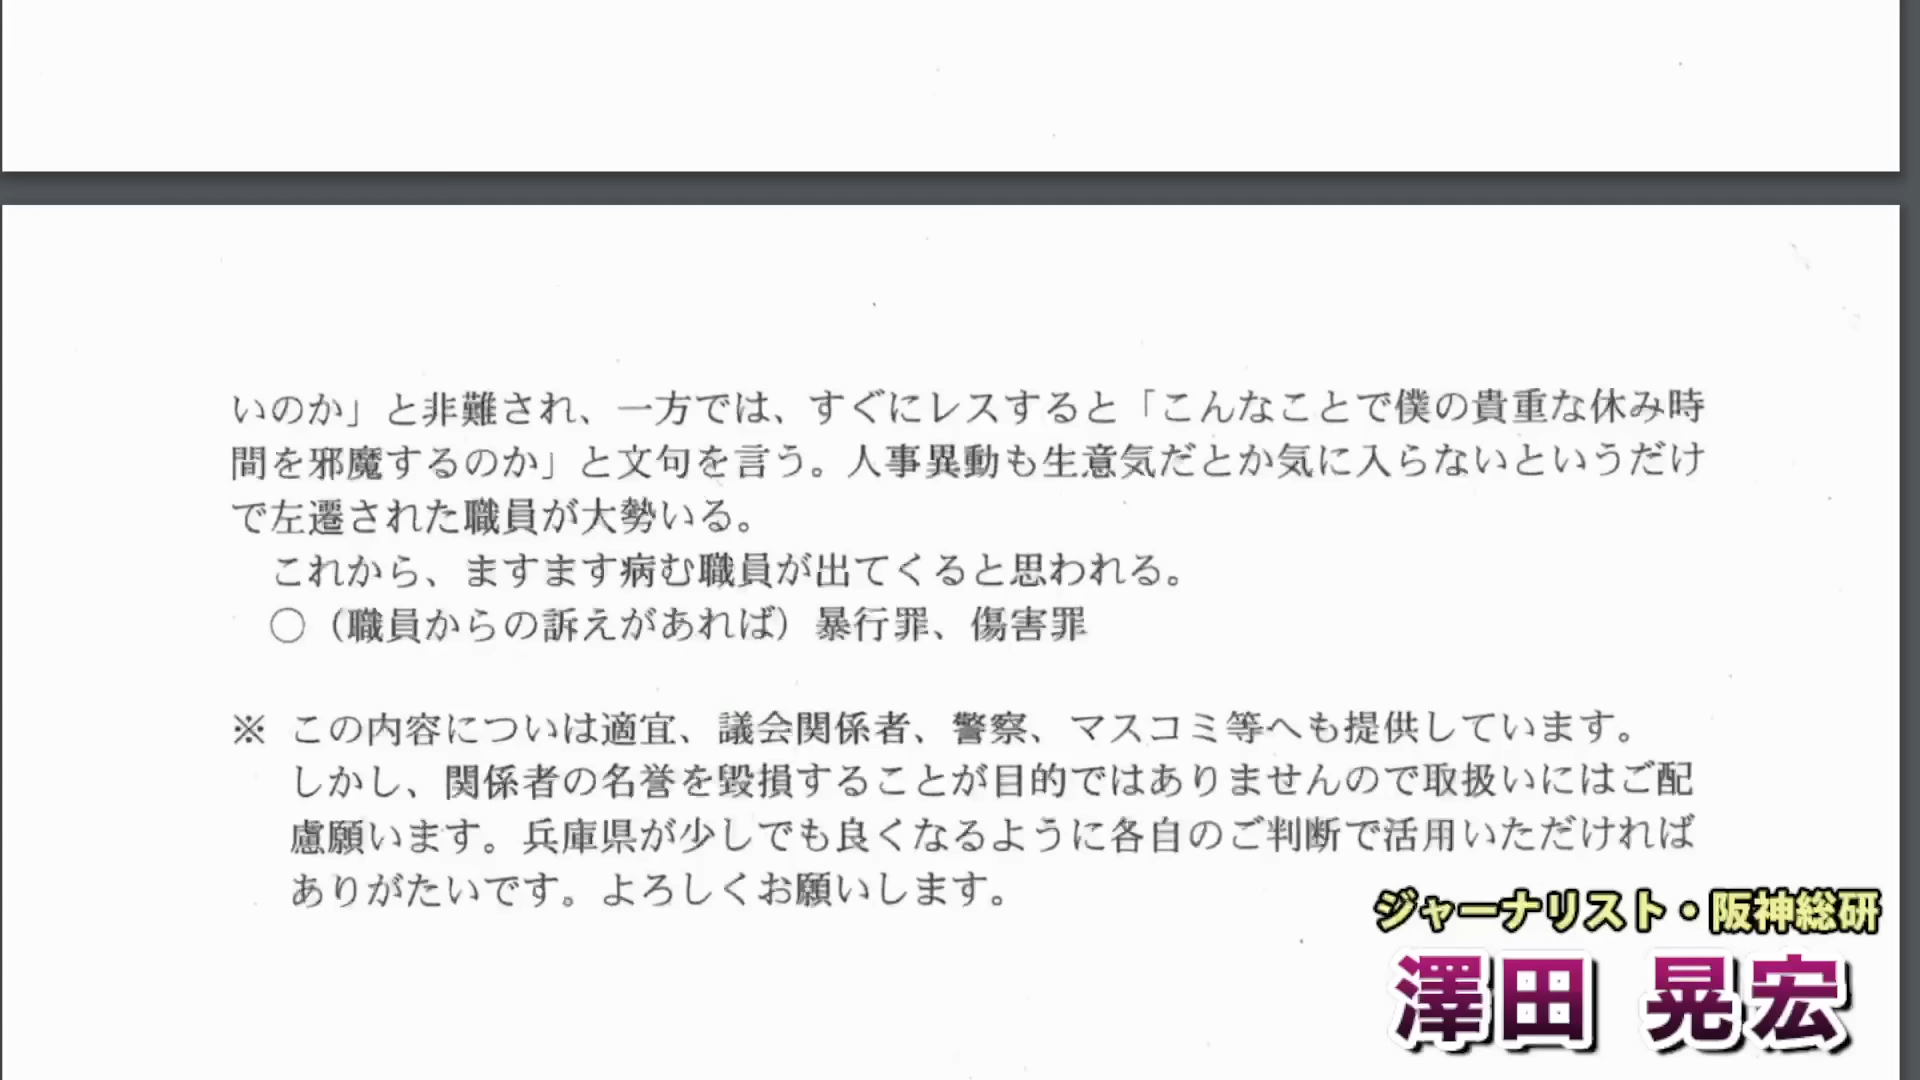 いのか」と非難され、一方では、すぐにレスすると「こんなことで僕の貴重な休み時
間を邪魔するのか」と文句を言う。人事異動も生意気だとか気に入らないというだけ
で左遷された職員が大勢いる。
これから、ますます病む職員が出てくると思われる。
○（職員からの訴えがあれば）暴行罪、傷害罪
※ この内容についは適宜、議会関係者、警察、マスコミ等へも提供しています。
しかし、関係者の名誉を毀損することが目的ではありませんので取扱いにはご配
慮願います。兵庫県が少しでも良くなるように各自のご判断で活用いただければ
ありがたいです。よろしくお願いします。
ジャーナリスト・阪神総研
澤田 晃宏